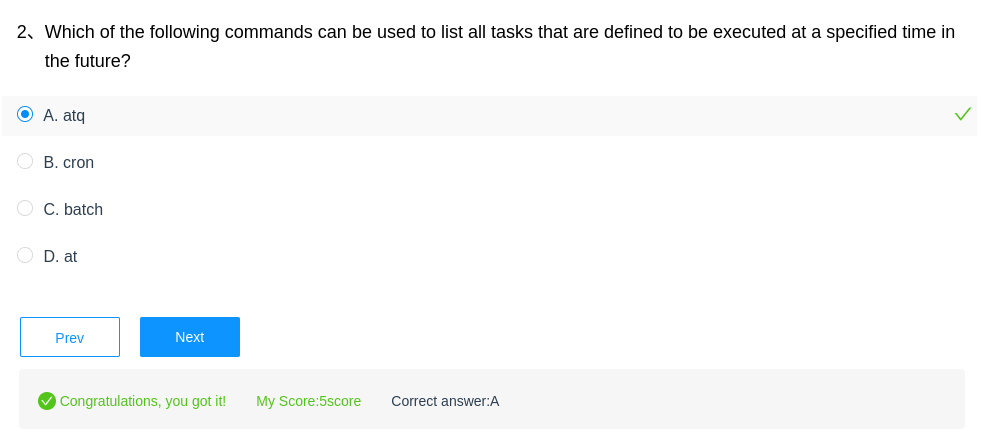 2、Which of the following commands can be used to list all tasks that are defined to be executed at a specified time in
the future?
A. atq
B. cron
C. batch
D. at
Prev Next
Congratulations, you got it! My Score:5score Correct answer:A